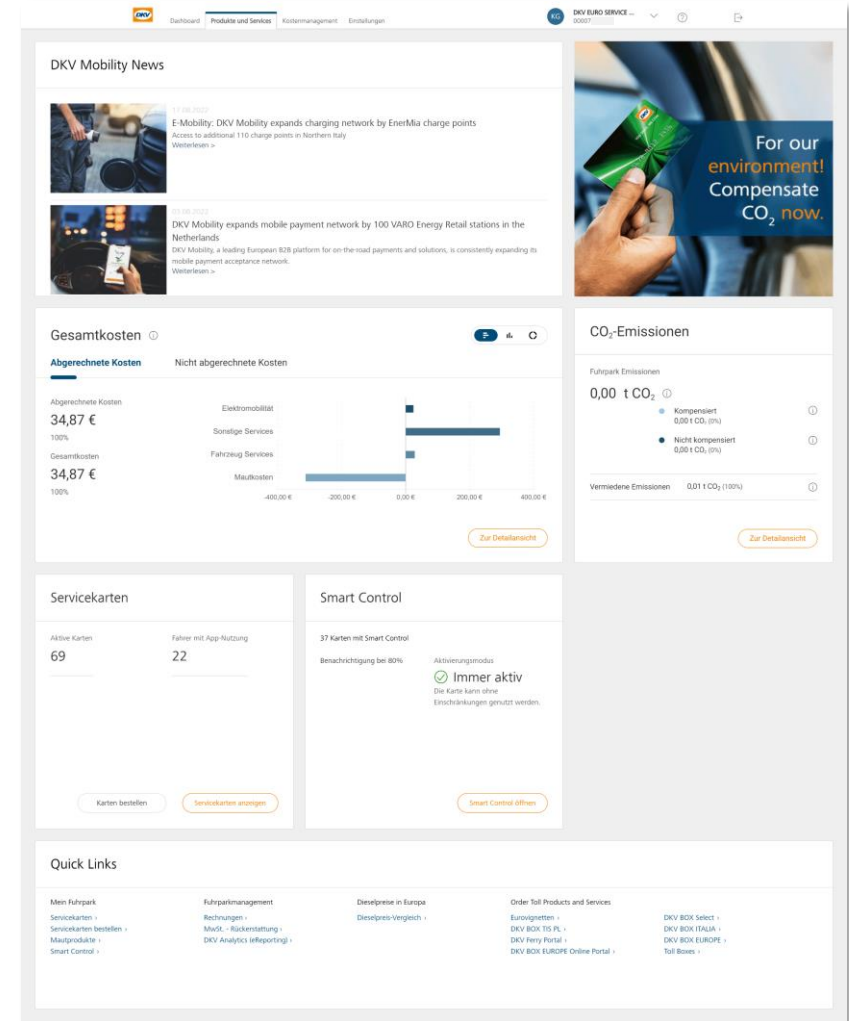 DKV
Dashboard Produkte und Services Kostenmanagement Einstellungen
KG
DKV EURO SERVICE ...
00007
DKV Mobility News
17.08.2022
E-Mobility: DKV Mobility expands charging network by EnerMia charge points
Access to additional 110 charge points in Northern Italy
Weiterlesen >
03.08.2022
DKV Mobility expands mobile payment network by 100 VARO Energy Retail stations in the
Netherlands
DKV Mobility, a leading European B2B platform for on-the-road payments and solutions, is consistently expanding its
mobile payment acceptance network.
Weiterlesen >
For our
environment!
Compensate
CO₂ now.
Gesamtkosten
Abgerechnete Kosten Nicht abgerechnete Kosten
Abgerechnete Kosten
34,87 €
100%
Gesamtkosten
34,87 €
100%
Elektromobilität
Sonstige Services
Fahrzeug Services
Mautkosten
-400,00 € -200,00 € 0,00 € 200,00 € 400,00 €
Zur Detailansicht
CO₂-Emissionen
Fuhrpark Emissionen
0,00 t CO₂
Kompensiert
0,00 t CO₂ (0%)
Nicht kompensiert
0,00 t CO₂ (0%)
Vermiedene Emissionen 0,01 t CO₂ (100%)
Zur Detailansicht
Servicekarten
Aktive Karten
69
Fahrer mit App-Nutzung
22
Karten bestellen
Servicekarten anzeigen
Smart Control
37 Karten mit Smart Control
Benachrichtigung bei 80%
Aktivierungsmodus
Immer aktiv
Die Karte kann ohne
Einschränkungen genutzt werden.
Smart Control öffnen
Quick Links
Mein Fuhrpark
Servicekarten ›
Servicekarten bestellen ›
Mautprodukte ›
Smart Control ›
Fuhrparkmanagement
Rechnungen ›
MwSt. - Rückerstattung ›
DKV Analytics (eReporting) ›
Dieselpreise in Europa
Dieselpreis-Vergleich ›
Order Toll Products and Services
Eurovignetten ›
DKV BOX TIS PL ›
DKV Ferry Portal ›
DKV BOX EUROPE Online Portal ›
DKV BOX Select ›
DKV BOX ITALIA ›
DKV BOX EUROPE ›
Toll Boxes ›